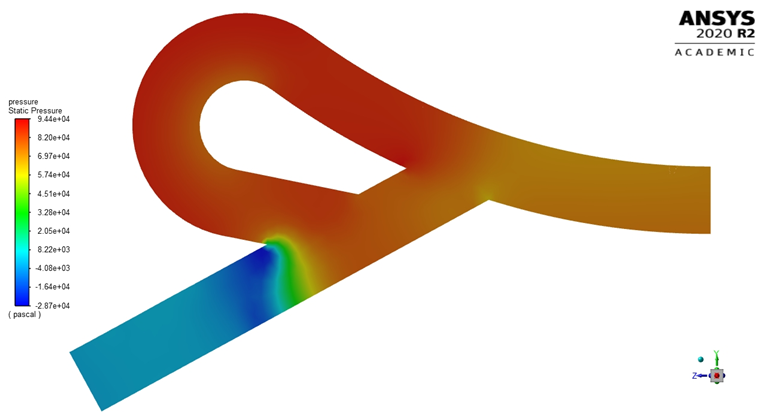 ANSYS
2020 R2
ACADEMIC
pressure
Static Pressure
9.44e+04
8.20e+04
6.97e+04
5.74e+04
4.51e+04
3.28e+04
2.05e+04
8.22e+03
-4.08e+03
-1.64e+04
-2.87e+04
( pascal )
Y
Z